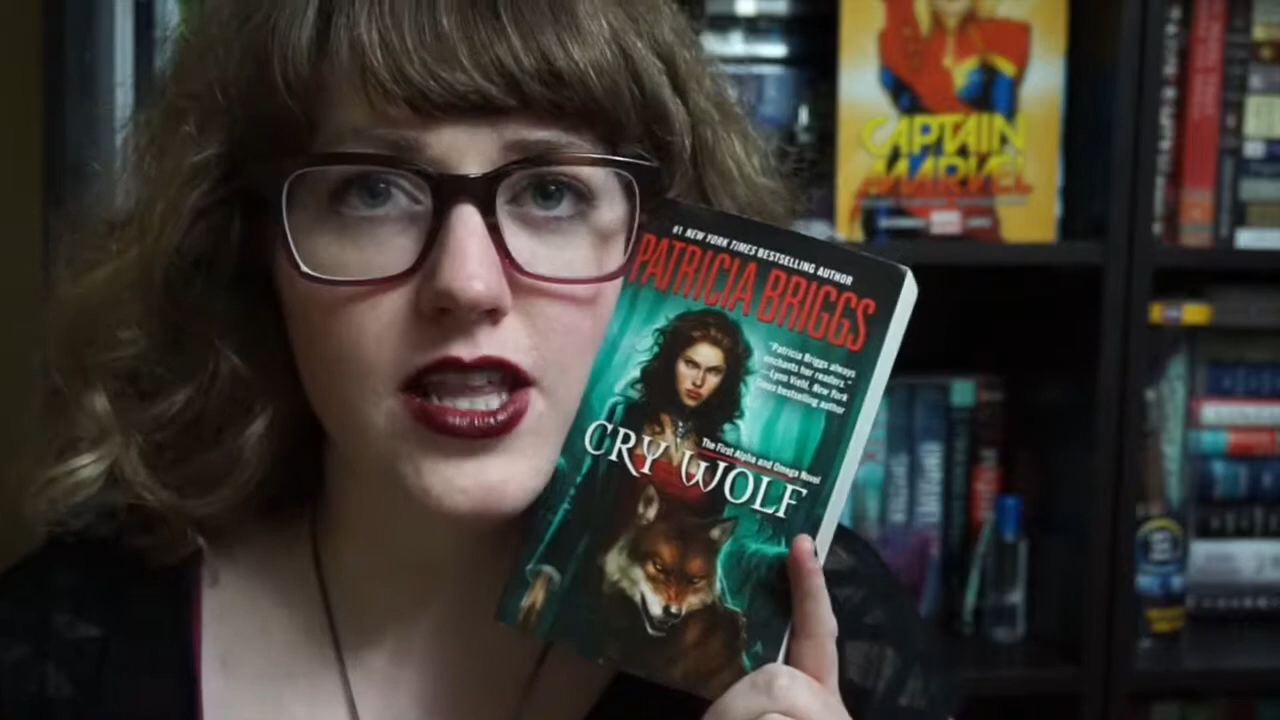 CAPTAIN
MARVEL
#1 NEW YORK TIMES BESTSELLING AUTHOR
PATRICIA BRIGGS
"Patricia Briggs always
enchants her readers."
—Lynn Viehl, New York
Times bestselling author
The First Alpha and Omega Novel
CRY WOLF